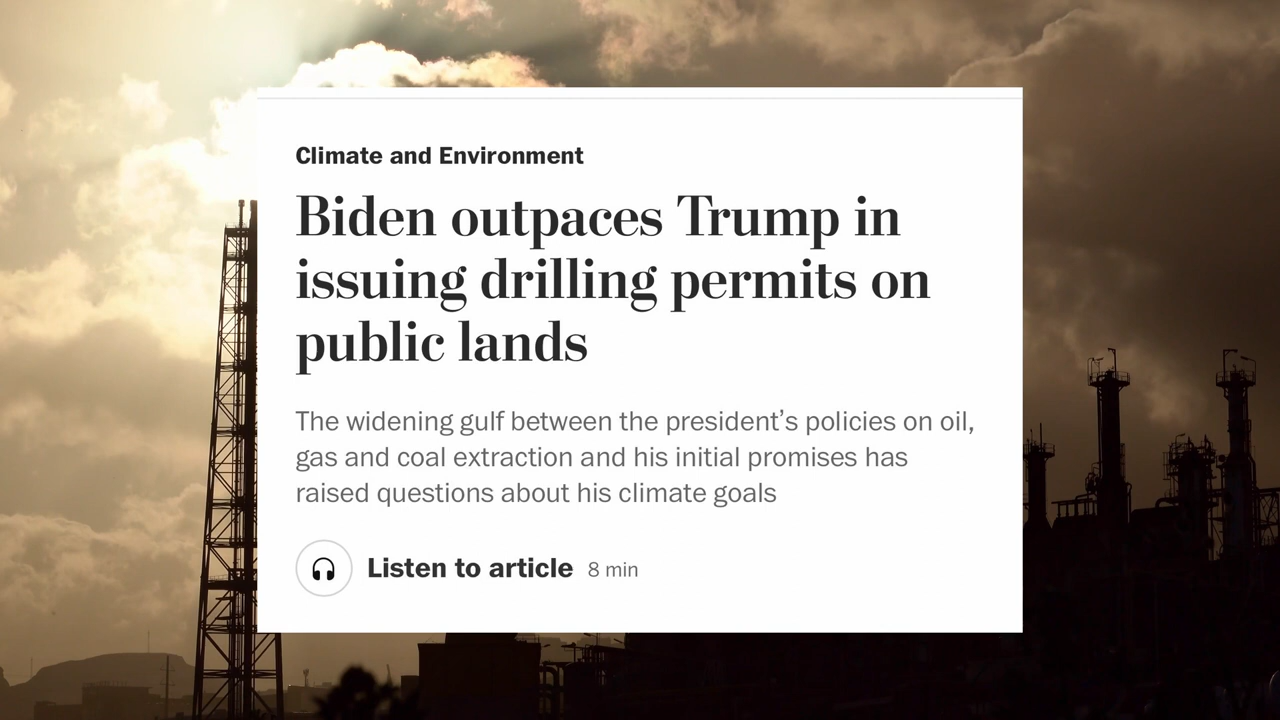 Climate and Environment
Biden outpaces Trump in
issuing drilling permits on
public lands
The widening gulf between the president’s policies on oil,
gas and coal extraction and his initial promises has
raised questions about his climate goals
Listen to article 8 min